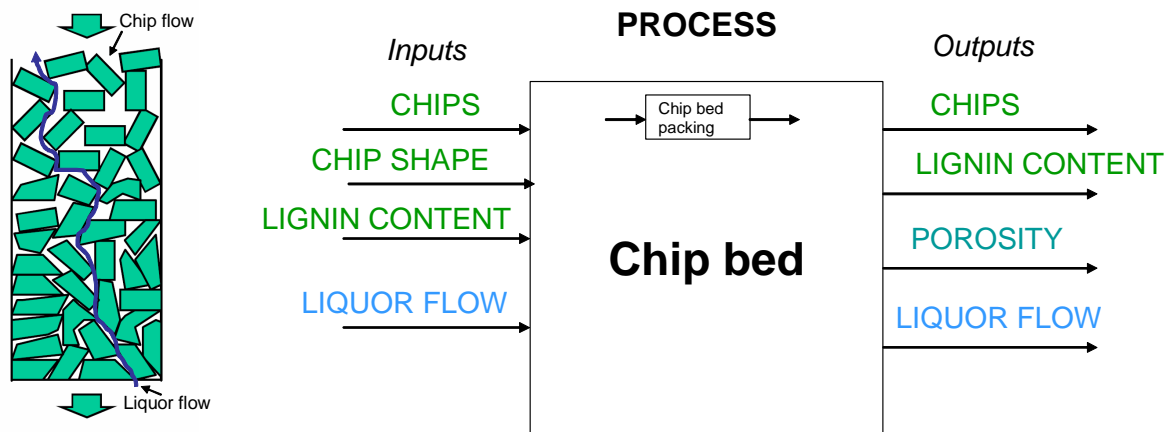 Chip flow
Liquor flow
PROCESS
Inputs
Outputs
CHIPS
CHIP SHAPE
LIGNIN CONTENT
LIQUOR FLOW
Chip bed
packing
Chip bed
CHIPS
LIGNIN CONTENT
POROSITY
LIQUOR FLOW